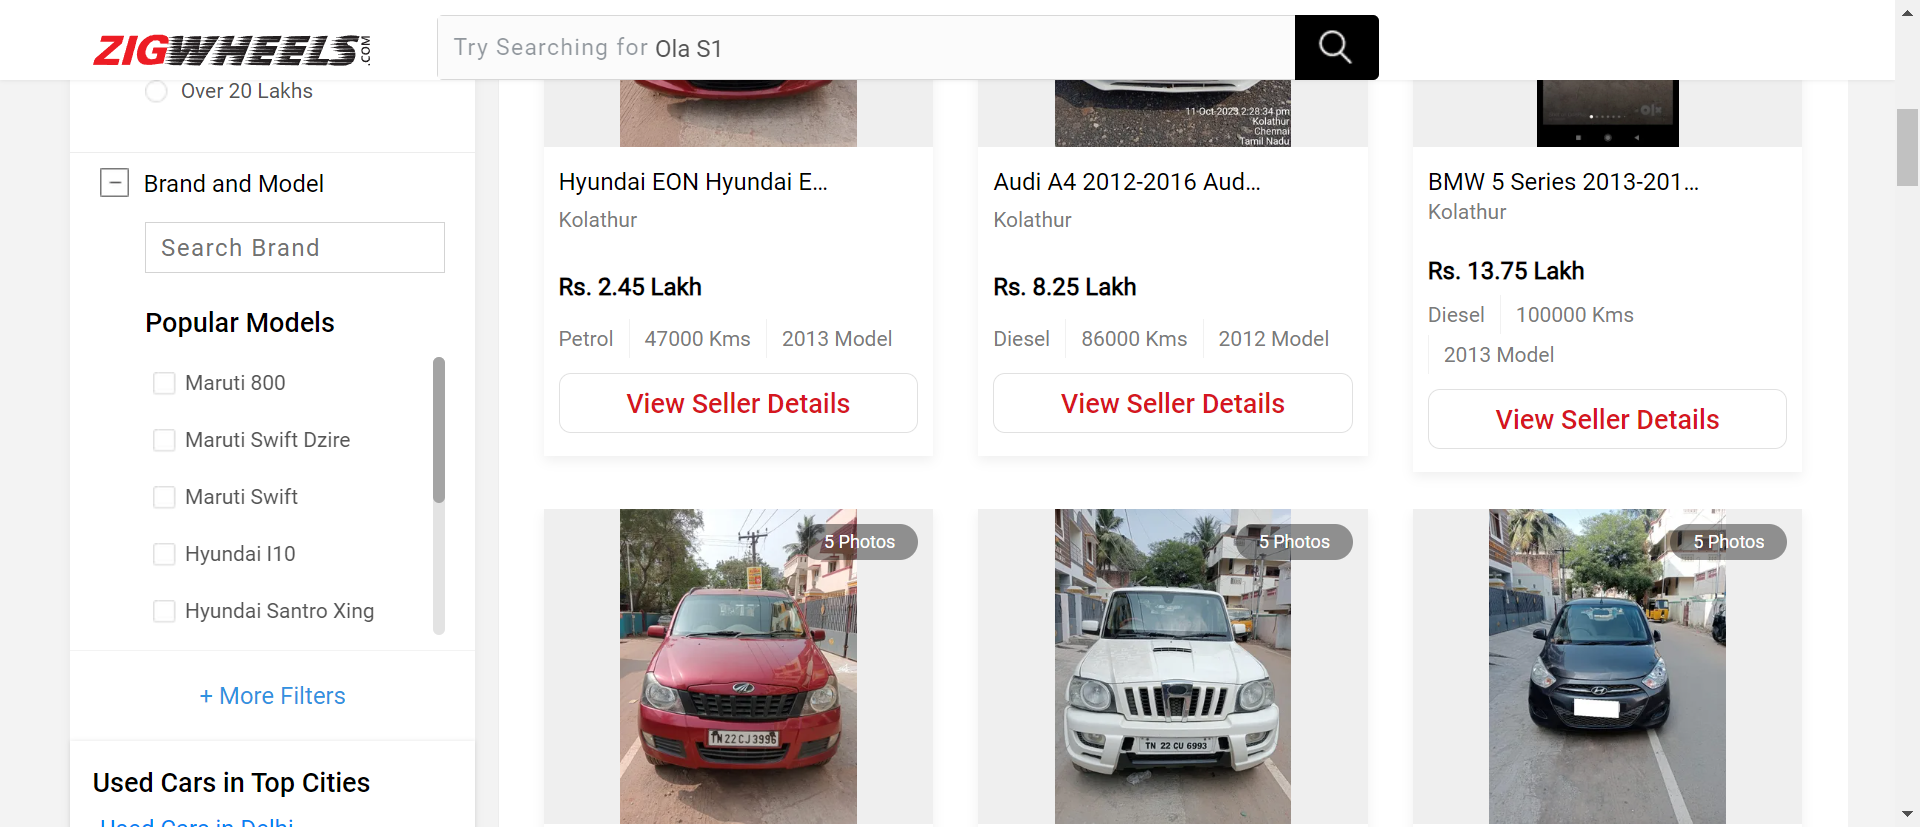 ZIGWHEELS.COM
Try Searching for Ola S1
Over 20 Lakhs
Brand and Model
Search Brand
Popular Models
Maruti 800
Maruti Swift Dzire
Maruti Swift
Hyundai I10
Hyundai Santro Xing
+ More Filters
Used Cars in Top Cities
Used Cars in Delhi
11-Oct-2023 2:28:34 pm
Kolathur
Chennai
Tamil Nadu
olx
Hyundai EON Hyundai E...
Kolathur
Rs. 2.45 Lakh
Petrol 47000 Kms 2013 Model
View Seller Details
Audi A4 2012-2016 Aud...
Kolathur
Rs. 8.25 Lakh
Diesel 86000 Kms 2012 Model
View Seller Details
BMW 5 Series 2013-201...
Kolathur
Rs. 13.75 Lakh
Diesel 100000 Kms
2013 Model
View Seller Details
5 Photos
TN22CJ3996
5 Photos
TN 22 CU 6993
5 Photos